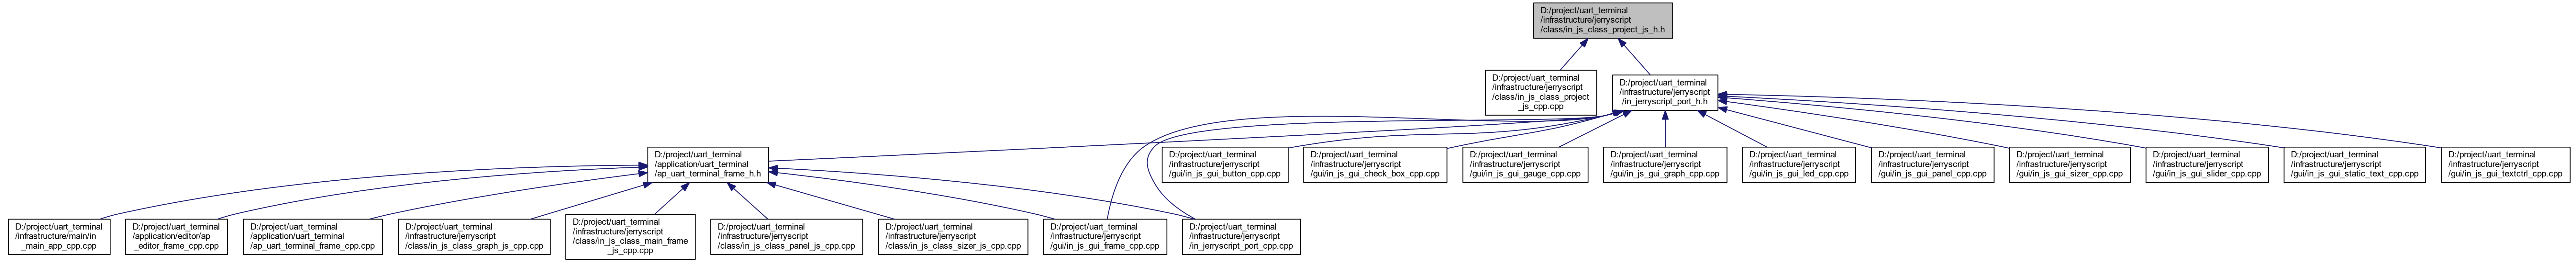 D:/project/uart_terminal
/infrastructure/jerryscript
/class/in_js_class_project_js_h.h
D:/project/uart_terminal
/infrastructure/jerryscript
/class/in_js_class_project
_js_cpp.cpp
D:/project/uart_terminal
/infrastructure/jerryscript
/in_jerryscript_port_h.h
D:/project/uart_terminal
/application/uart_terminal
/ap_uart_terminal_frame_h.h
D:/project/uart_terminal
/infrastructure/jerryscript
/gui/in_js_gui_button_cpp.cpp
D:/project/uart_terminal
/infrastructure/jerryscript
/gui/in_js_gui_check_box_cpp.cpp
D:/project/uart_terminal
/infrastructure/jerryscript
/gui/in_js_gui_gauge_cpp.cpp
D:/project/uart_terminal
/infrastructure/jerryscript
/gui/in_js_gui_graph_cpp.cpp
D:/project/uart_terminal
/infrastructure/jerryscript
/gui/in_js_gui_led_cpp.cpp
D:/project/uart_terminal
/infrastructure/jerryscript
/gui/in_js_gui_panel_cpp.cpp
D:/project/uart_terminal
/infrastructure/jerryscript
/gui/in_js_gui_sizer_cpp.cpp
D:/project/uart_terminal
/infrastructure/jerryscript
/gui/in_js_gui_slider_cpp.cpp
D:/project/uart_terminal
/infrastructure/jerryscript
/gui/in_js_gui_static_text_cpp.cpp
D:/project/uart_terminal
/infrastructure/jerryscript
/gui/in_js_gui_textctrl_cpp.cpp
D:/project/uart_terminal
/infrastructure/main/in
_main_app_cpp.cpp
D:/project/uart_terminal
/application/editor/ap
_editor_frame_cpp.cpp
D:/project/uart_terminal
/application/uart_terminal
/ap_uart_terminal_frame_cpp.cpp
D:/project/uart_terminal
/infrastructure/jerryscript
/class/in_js_class_graph_js_cpp.cpp
D:/project/uart_terminal
/infrastructure/jerryscript
/class/in_js_class_main_frame
_js_cpp.cpp
D:/project/uart_terminal
/infrastructure/jerryscript
/class/in_js_class_panel_js_cpp.cpp
D:/project/uart_terminal
/infrastructure/jerryscript
/class/in_js_class_sizer_js_cpp.cpp
D:/project/uart_terminal
/infrastructure/jerryscript
/gui/in_js_gui_frame_cpp.cpp
D:/project/uart_terminal
/infrastructure/jerryscript
/in_jerryscript_port_cpp.cpp